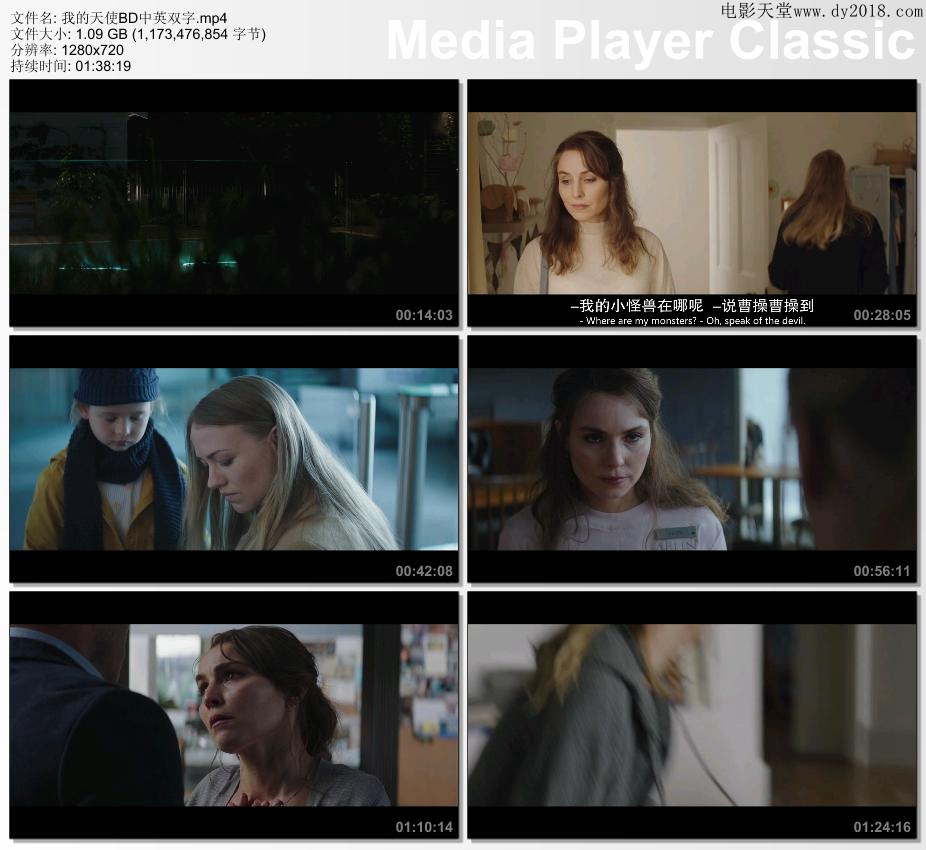 文件名: 我的天使BD中英双字.mp4
电影天堂www.dy2018.com
文件大小: 1.09 GB (1,173,476,854 字节)
分辨率: 1280x720
持续时间: 01:38:19
Media Player Classic
00:14:03
–我的小怪兽在哪呢 –说曹操曹操到
- Where are my monsters? - Oh, speak of the devil.
00:28:05
00:42:08
00:56:11
01:10:14
01:24:16